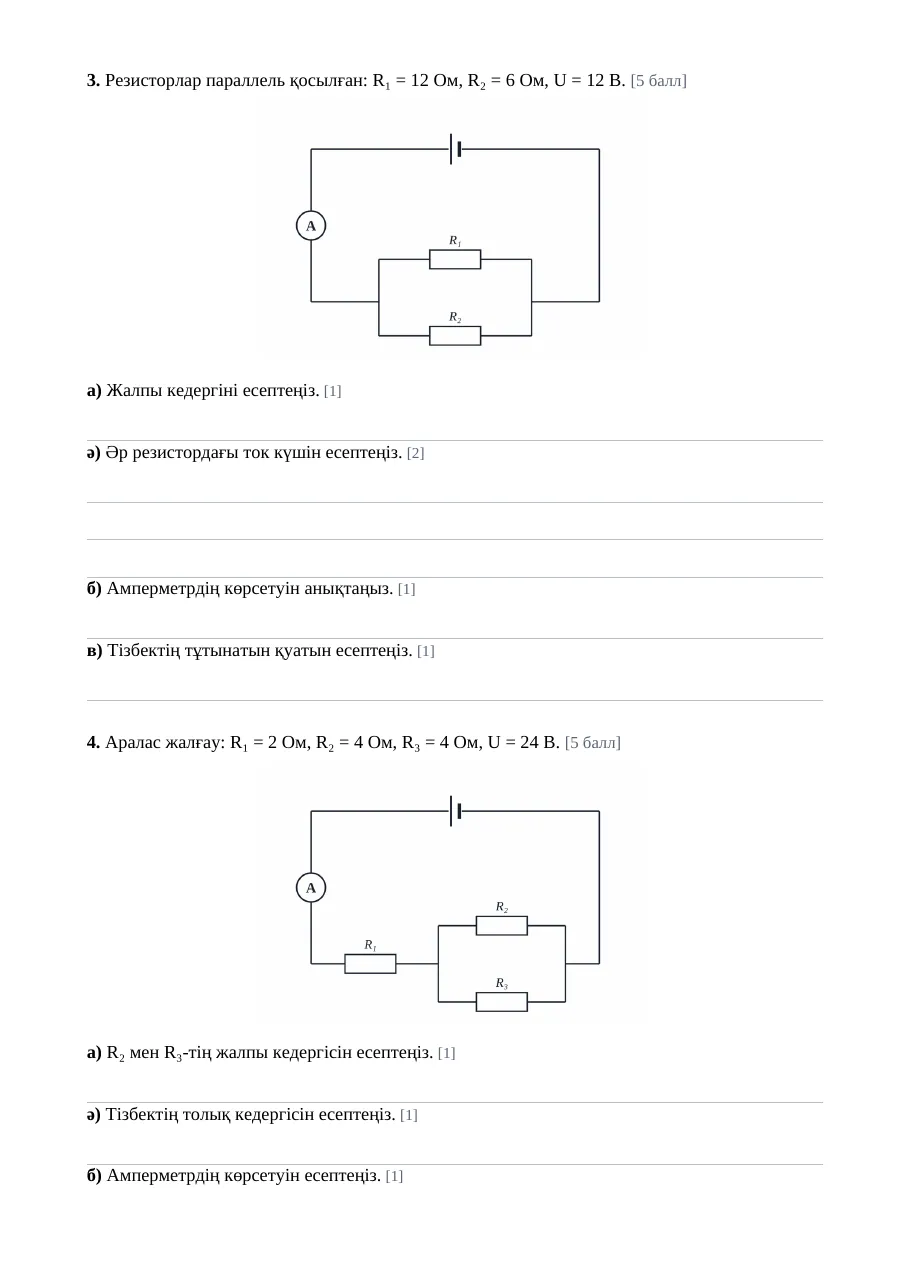 3. Резисторлар параллель қосылған: R₁ = 12 Ом, R₂ = 6 Ом, U = 12 В. [5 балл]
A
R₁
R₂
а) Жалпы кедергіні есептеңіз. [1]
ә) Әр резистордағы ток күшін есептеңіз. [2]
б) Амперметрдің көрсетуін анықтаңыз. [1]
в) Тізбектің тұтынатын қуатын есептеңіз. [1]
4. Аралас жалғау: R₁ = 2 Ом, R₂ = 4 Ом, R₃ = 4 Ом, U = 24 В. [5 балл]
A
R₂
R₁
R₃
а) R₂ мен R₃-тің жалпы кедергісін есептеңіз. [1]
ә) Тізбектің толық кедергісін есептеңіз. [1]
б) Амперметрдің көрсетуін есептеңіз. [1]